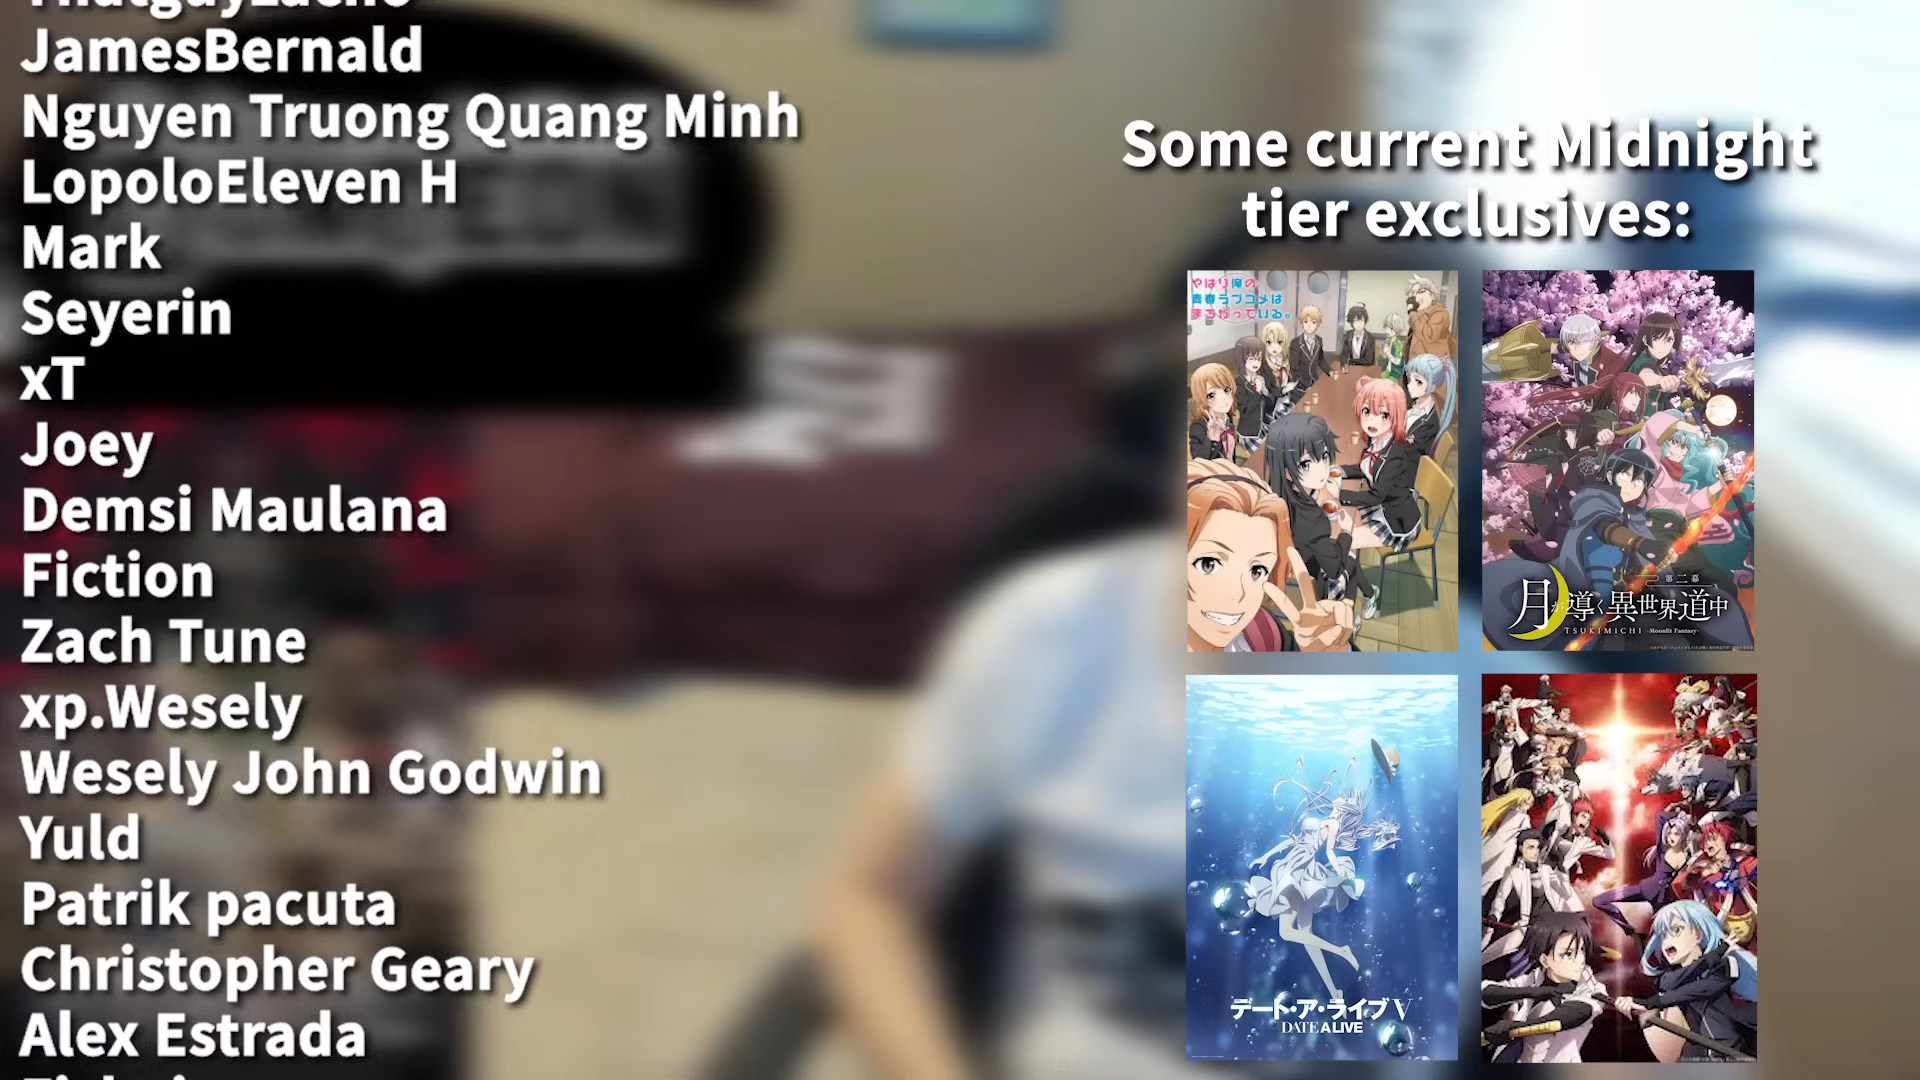 JamesBernald
Nguyen Truong Quang Minh
LopoloEleven H
Mark
Seyerin
xT
Joey
Demsi Maulana
Fiction
Zach Tune
xp.Wesely
Wesely John Godwin
Yuld
Patrik pacuta
Christopher Geary
Alex Estrada
Some current Midnight
tier exclusives:
やはり俺の
青春ラブコメは
まちがっている。
第二幕
月が導く異世界道中
TSUKIMICHI -Moonlit Fantasy-
デート・ア・ライブV
DATE A LIVE